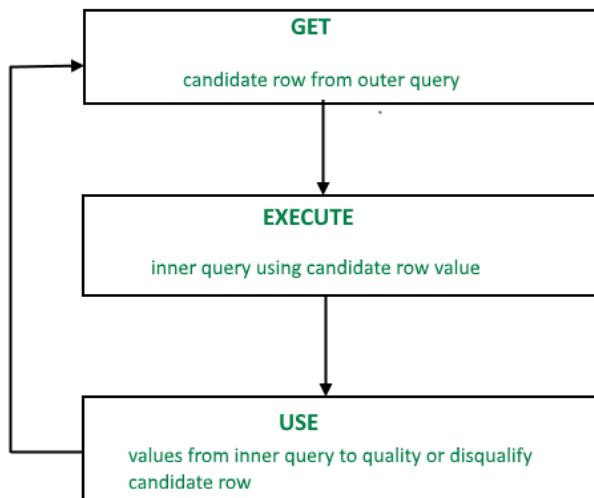 GET
candidate row from outer query
EXECUTE
inner query using candidate row value
USE
values from inner query to quality or disqualify
candidate row